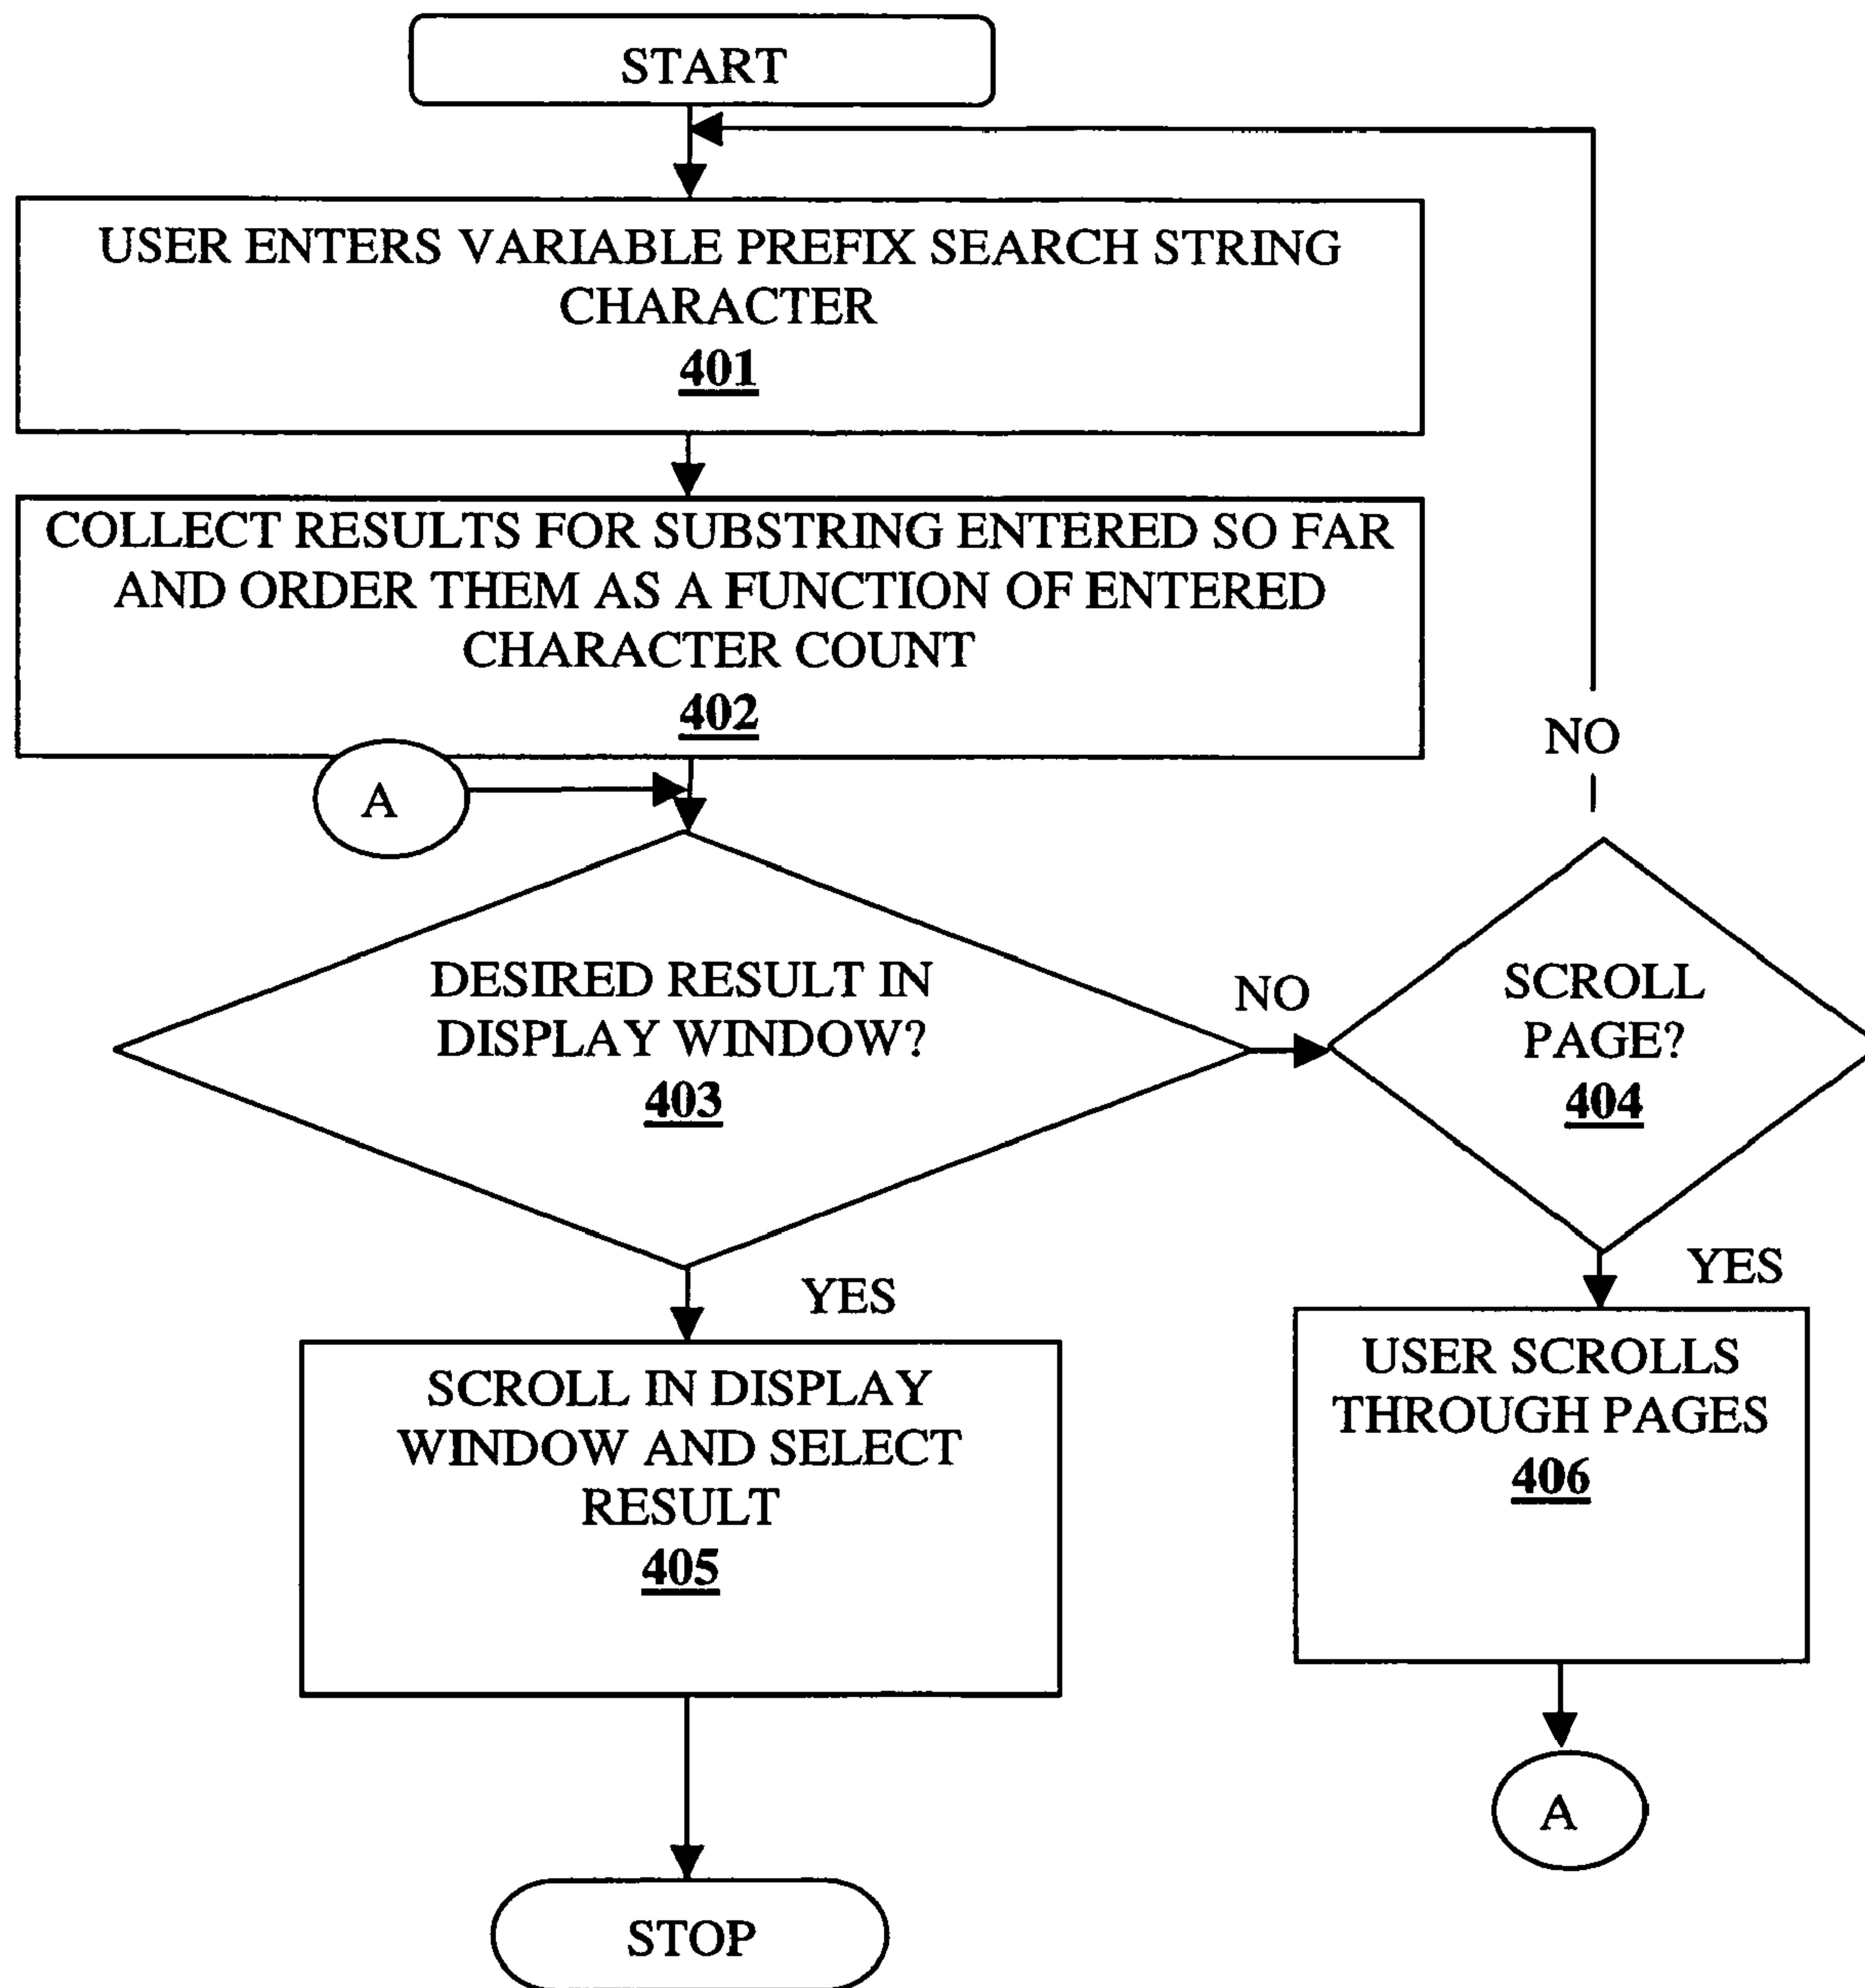 START
USER ENTERS VARIABLE PREFIX SEARCH STRING
CHARACTER
401
COLLECT RESULTS FOR SUBSTRING ENTERED SO FAR
AND ORDER THEM AS A FUNCTION OF ENTERED
CHARACTER COUNT
402
NO
A
DESIRED RESULT IN
DISPLAY WINDOW?
403
NO
SCROLL
PAGE?
404
YES
YES
SCROLL IN DISPLAY
WINDOW AND SELECT
RESULT
405
USER SCROLLS
THROUGH PAGES
406
A
STOP